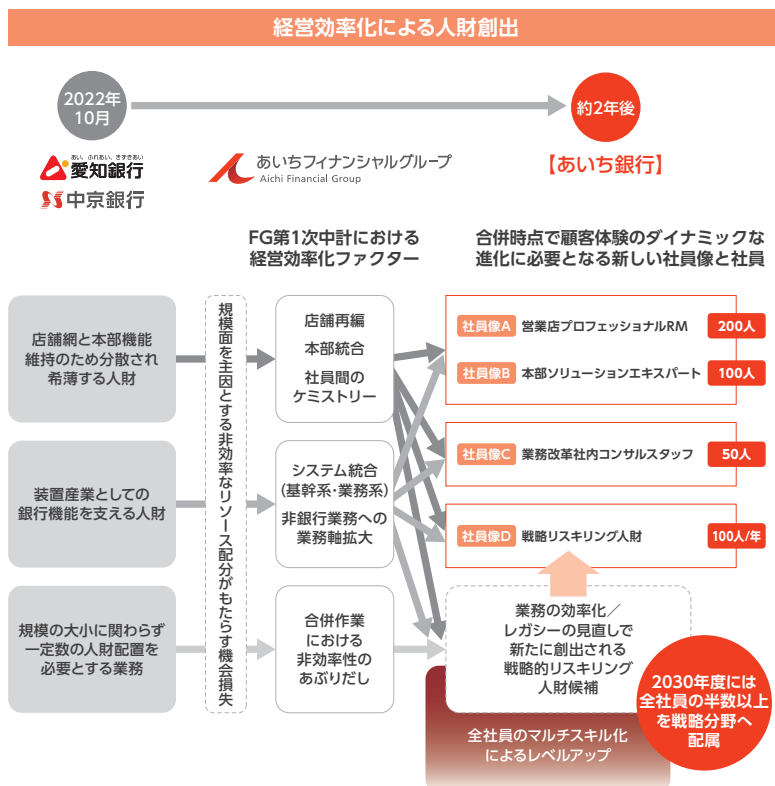 経営効率化による人財創出
2022年
10月
約2年後
あい、ふれあい、きずきあい
愛知銀行
中京銀行
あいちフィナンシャルグループ
Aichi Financial Group
【あいち銀行】
FG第1次中計における
経営効率化ファクター
合併時点で顧客体験のダイナミックな
進化に必要となる新しい社員像と社員
店舗網と本部機能
維持のため分散され
希薄する人財
装置産業としての
銀行機能を支える人財
規模の大小に関わらず
一定数の人財配置を
必要とする業務
規模面を主因とする非効率なリソース配分がもたらす機会損失
店舗再編
本部統合
社員間の
ケミストリー
システム統合
(基幹系・業務系)
非銀行業務への
業務軸拡大
合併作業
における
非効率性の
あぶりだし
社員像A 営業店プロフェッショナルRM 200人
社員像B 本部ソリューションエキスパート 100人
社員像C 業務改革社内コンサルスタッフ 50人
社員像D 戦略リスキリング人財 100人/年
業務の効率化／
レガシーの見直しで
新たに創出される
戦略的リスキリング
人財候補
全社員のマルチスキル化
によるレベルアップ
2030年度には
全社員の半数以上
を戦略分野へ
配属